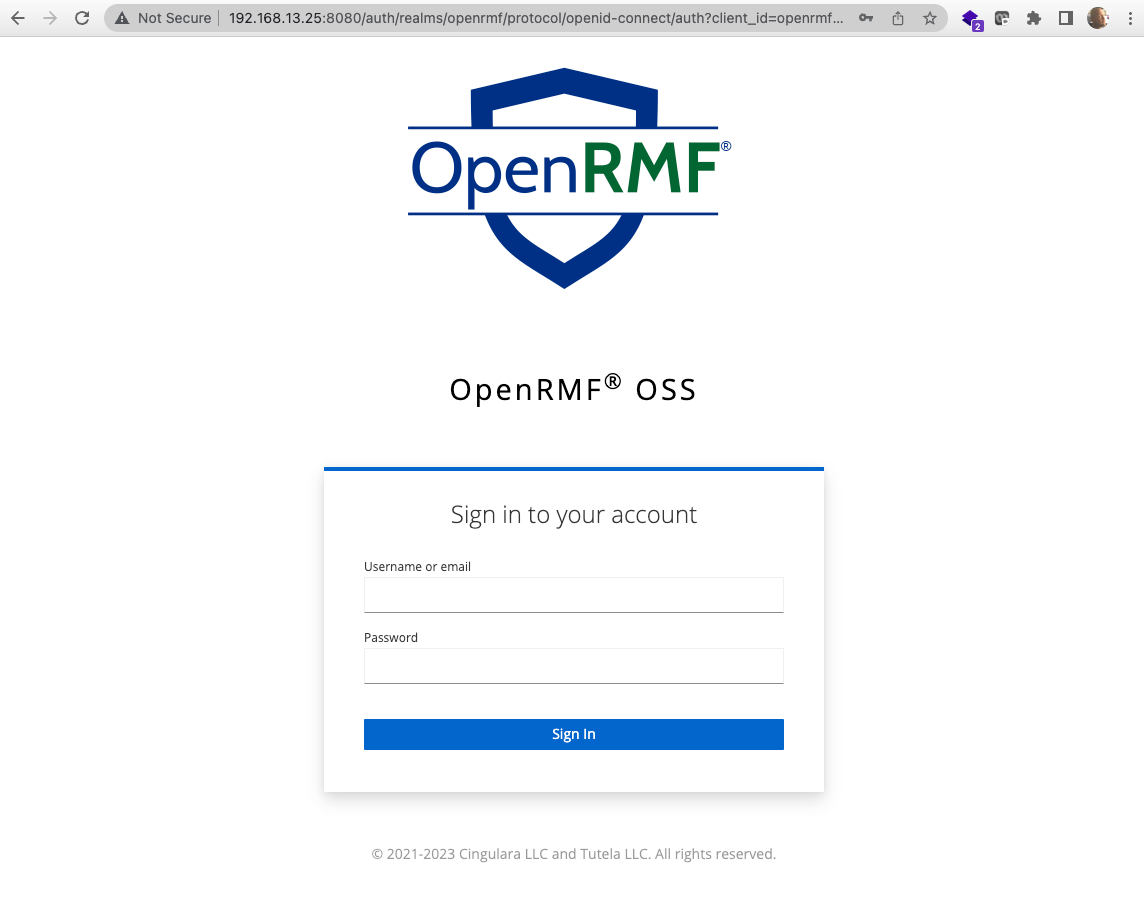 Not Secure 192.168.13.25:8080/auth/realms/openrmf/protocol/openid-connect/auth?client_id=openrmf...
2
OpenRMF®
OpenRMF® OSS
Sign in to your account
Username or email
Password
Sign In
© 2021-2023 Cingulara LLC and Tutela LLC. All rights reserved.